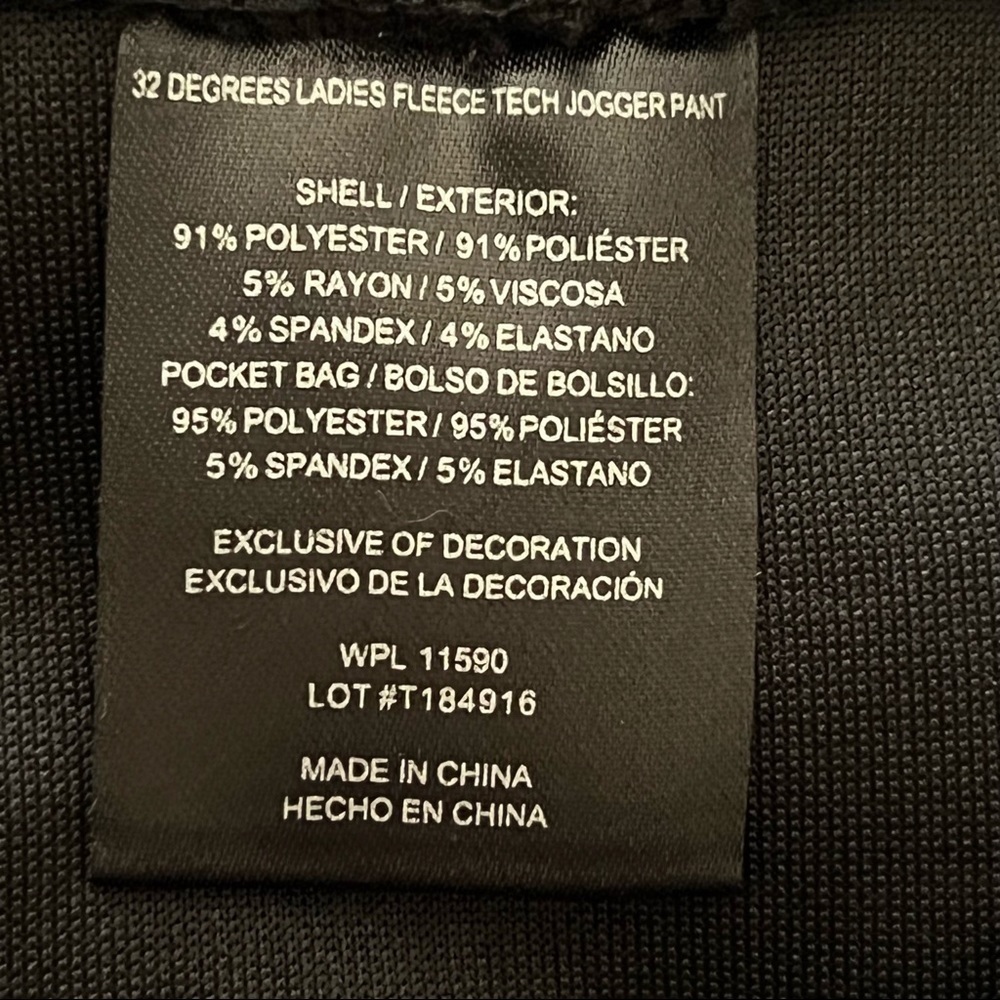 32 DEGREES LADIES FLEECE TECH JOGGER PANT
SHELL / EXTERIOR:
91% POLYESTER / 91% POLIÉSTER
5% RAYON / 5% VISCOSA
4% SPANDEX / 4% ELASTANO
POCKET BAG / BOLSO DE BOLSILLO:
95% POLYESTER / 95% POLIÉSTER
5% SPANDEX / 5% ELASTANO
EXCLUSIVE OF DECORATION
EXCLUSIVO DE LA DECORACIÓN
WPL 11590
LOT #T184916
MADE IN CHINA
HECHO EN CHINA